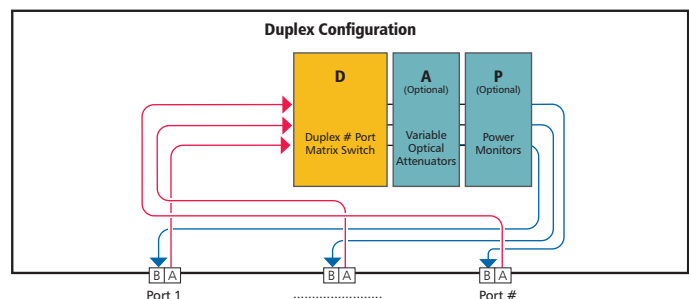 Duplex Configuration
D
Duplex # Port
Matrix Switch
A
(Optional)
Variable
Optical
Attenuators
P
(Optional)
Power
Monitors
B A
B A
B A
Port 1
........................
Port #